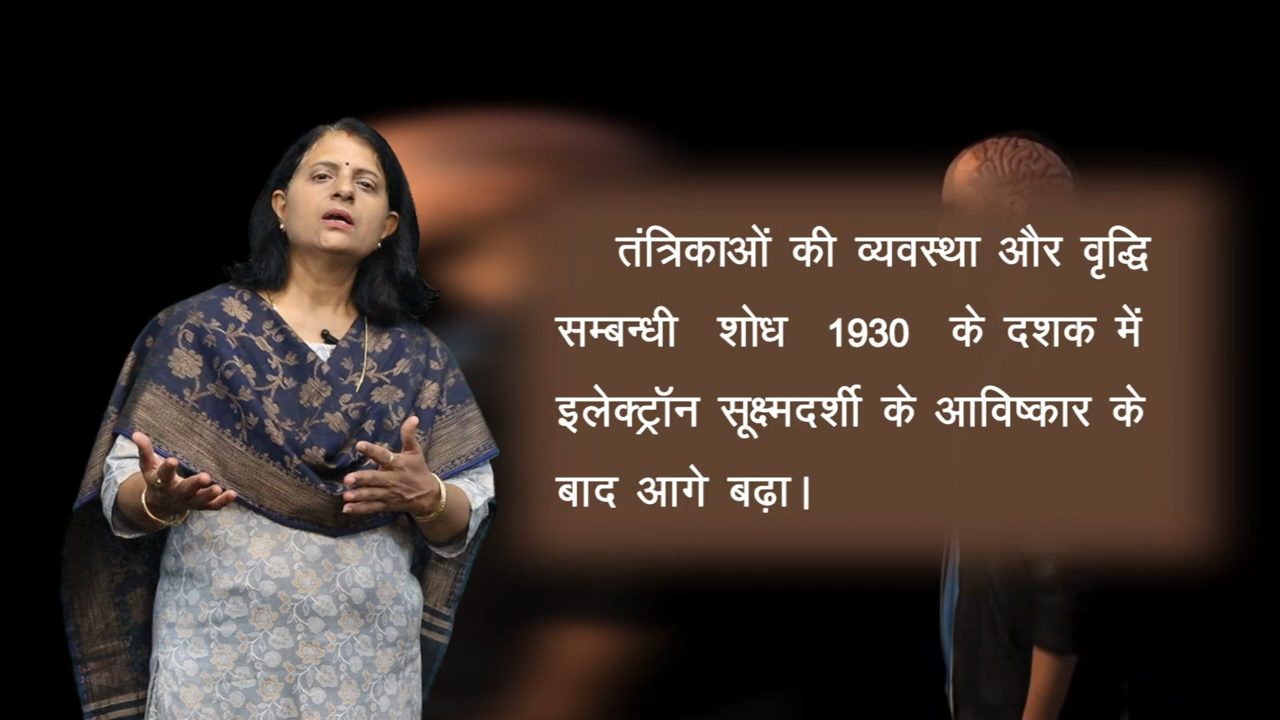 तंत्रिकाओं की व्यवस्था और वृद्धि
सम्बन्धी शोध 1930 के दशक में
इलेक्ट्रॉन सूक्ष्मदर्शी के आविष्कार के
बाद आगे बढ़ा।